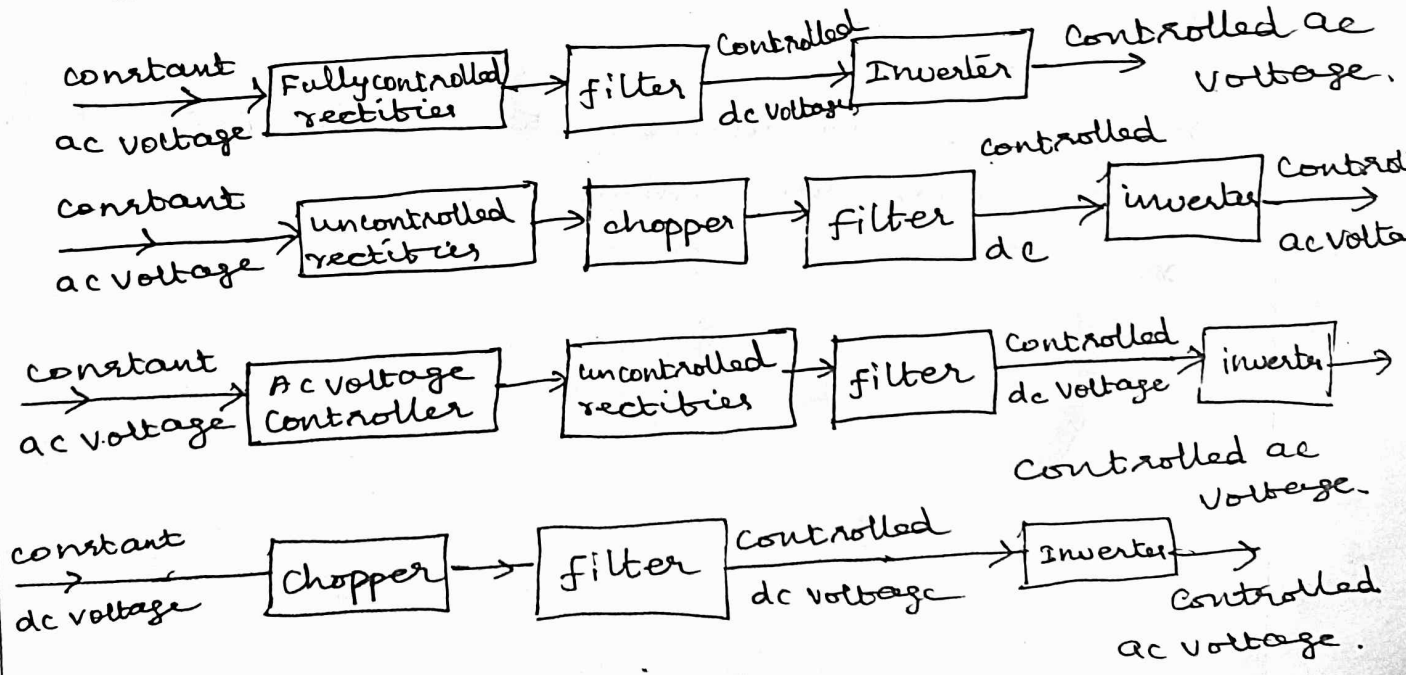 constant
ac voltage
Fully controlled
rectifier
filter
Controlled
dc voltage
Inverter
Controlled ac
voltage.
constant
ac voltage
uncontrolled
rectifier
chopper
filter
controlled
dc
inverter
Control
ac volta
constant
ac voltage
Ac voltage
Controller
uncontrolled
rectifier
filter
controlled
dc voltage
inverter
Controlled ac
voltage.
constant
dc voltage
Chopper
filter
controlled
dc voltage
Inverter
Controlled
ac voltage.